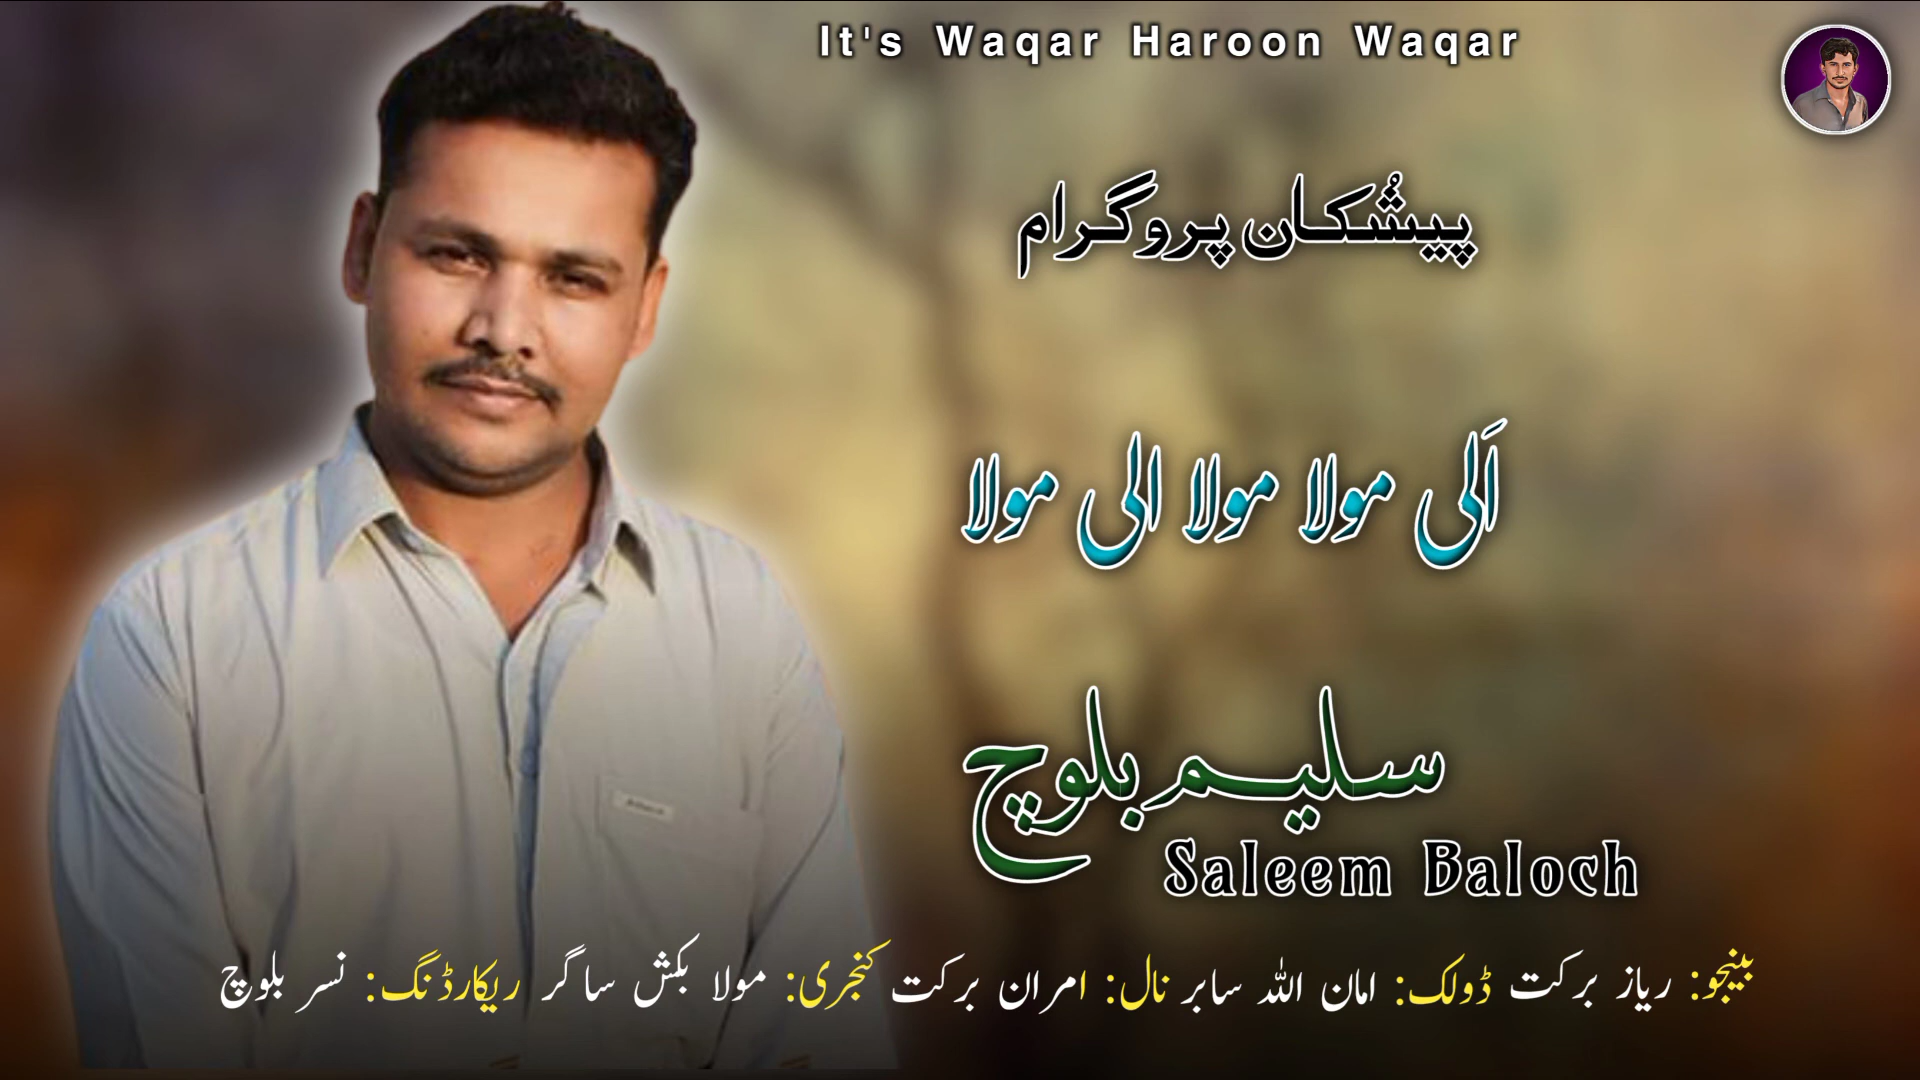 It's Waqar Haroon Waqar
پیشُکان پروگرام
اَلی مولا مولا الی مولا
سلیم بلوچ
Saleem Baloch
بینجو: ریاز برکت ڈولک: امان اللہ سابر نال: امران برکت کنجری: مولا بکش ساگر ریکارڈنگ: نسر بلوچ